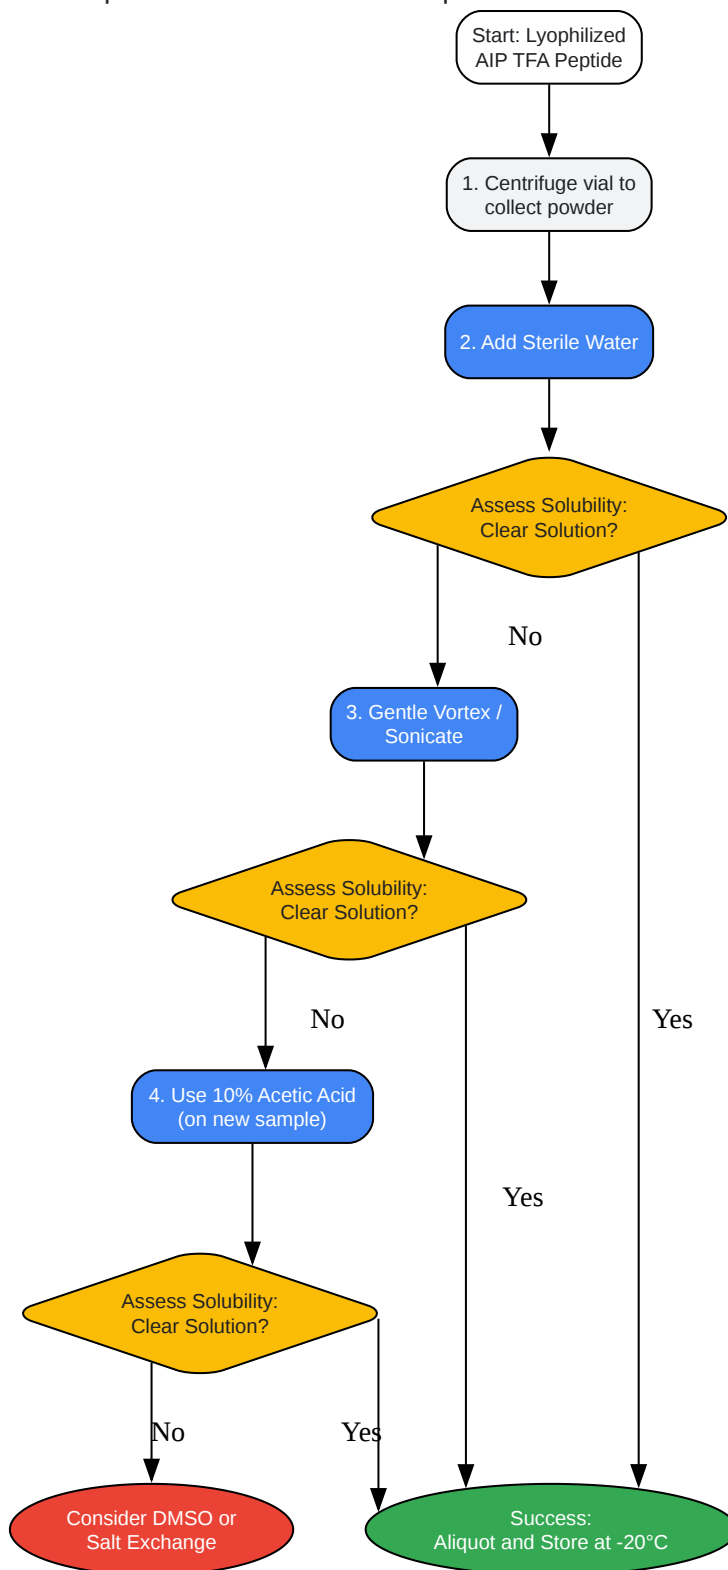 Start: Lyophilized
AIP TFA Peptide
1. Centrifuge vial to
collect powder
2. Add Sterile Water
Assess Solubility:
Clear Solution?
No
3. Gentle Vortex /
Sonicate
Assess Solubility:
Clear Solution?
No
Yes
4. Use 10% Acetic Acid
(on new sample)
Yes
Assess Solubility:
Clear Solution?
No
Yes
Consider DMSO or
Salt Exchange
Success:
Aliquot and Store at -20°C